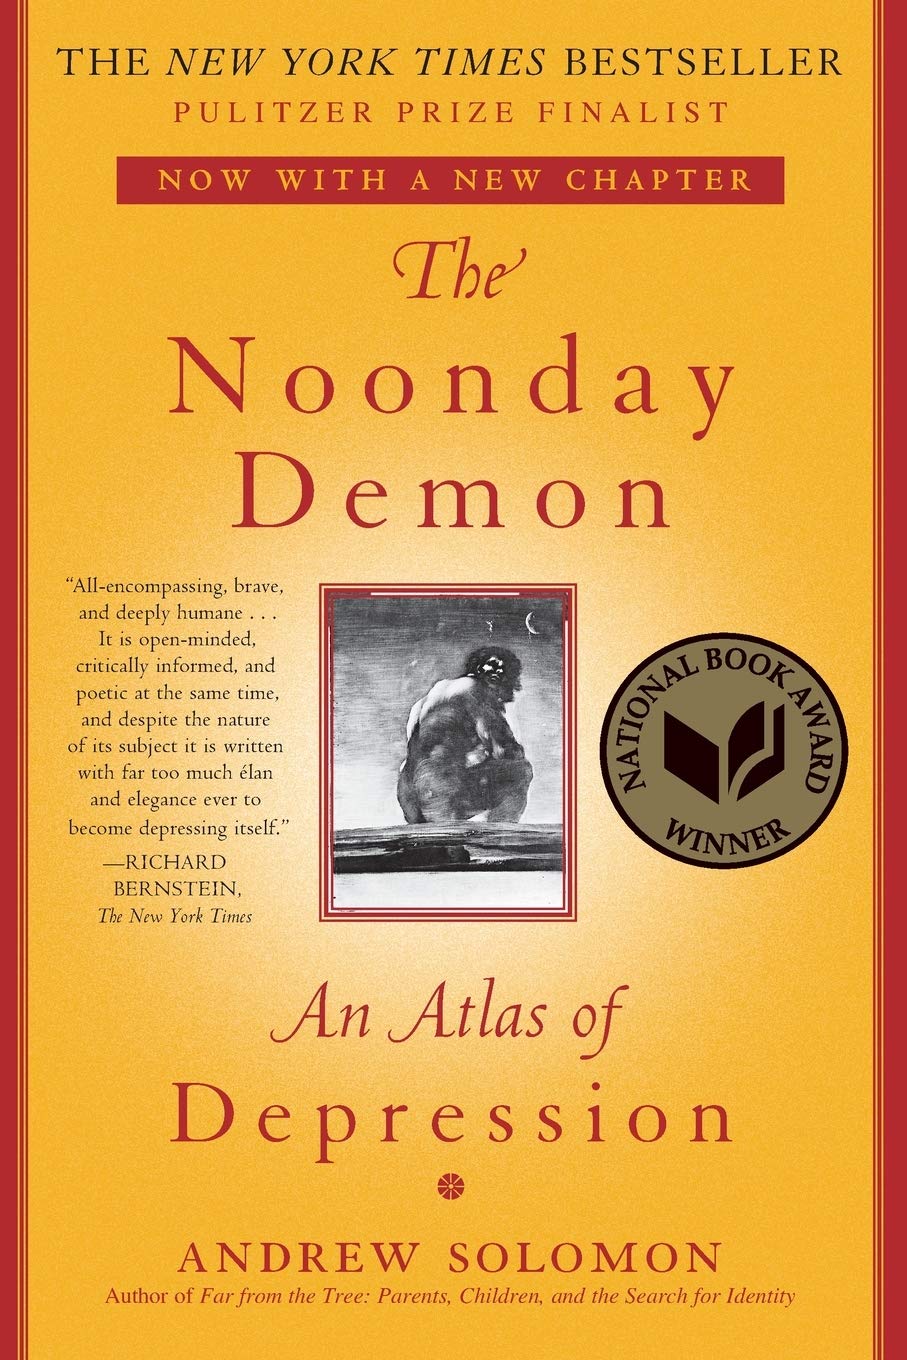 THE NEW YORK TIMES BESTSELLER
PULITZER PRIZE FINALIST
NOW WITH A NEW CHAPTER
The
Noonday
Demon
“All-encompassing, brave,
and deeply humane . . .
It is open-minded,
critically informed, and
poetic at the same time,
and despite the nature
of its subject it is written
with far too much élan
and elegance ever to
become depressing itself.”
—RICHARD
BERNSTEIN,
The New York Times
NATIONAL BOOK AWARD
WINNER
An Atlas of
Depression
ANDREW SOLOMON
Author of Far from the Tree: Parents, Children, and the Search for Identity